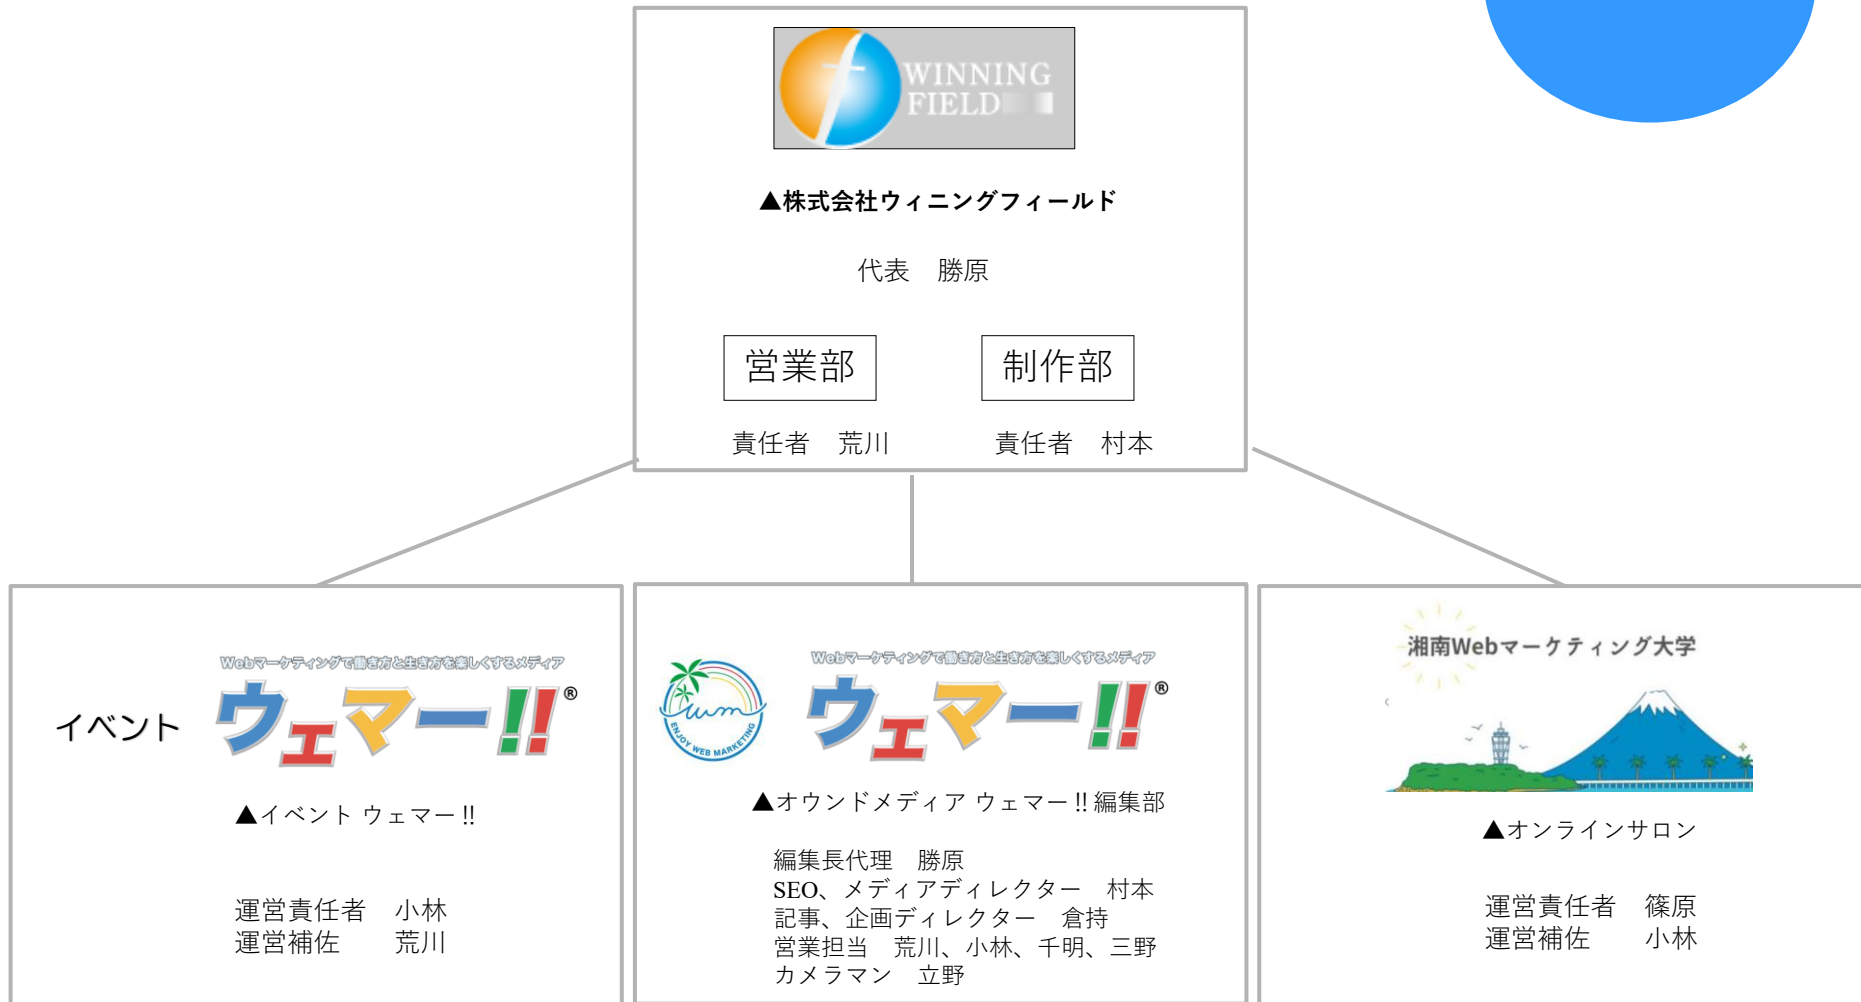 WINNING
FIELD
▲株式会社ウィニングフィールド
代表　勝原
営業部　制作部
責任者　荒川　責任者　村本
Webマーケティングで働き方と生き方を楽しくするメディア
イベント ウェマー!!®
▲イベント ウェマー!!
運営責任者　小林
運営補佐　　荒川
wm
ENJOY WEB MARKETING
Webマーケティングで働き方と生き方を楽しくするメディア
ウェマー!!®
▲オウンドメディア ウェマー!!編集部
編集長代理　勝原
SEO、メディアディレクター　村本
記事、企画ディレクター　倉持
営業担当　荒川、小林、千明、三野
カメラマン　立野
湘南Webマーケティング大学
▲オンラインサロン
運営責任者　篠原
運営補佐　　小林